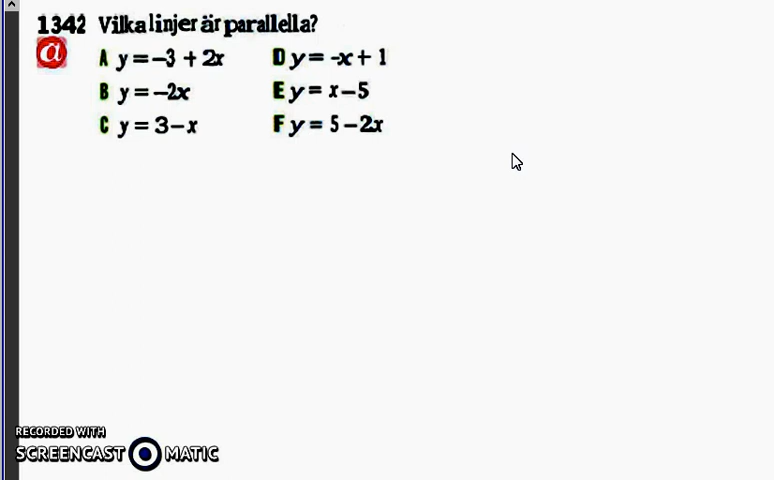 1342 Vilka linjer är parallella?
@
A y=-3+2x D y=-x+1
B y=-2x E y=x-5
C y=3-x F y=5-2x
RECORDED WITH
SCREENCAST MATIC